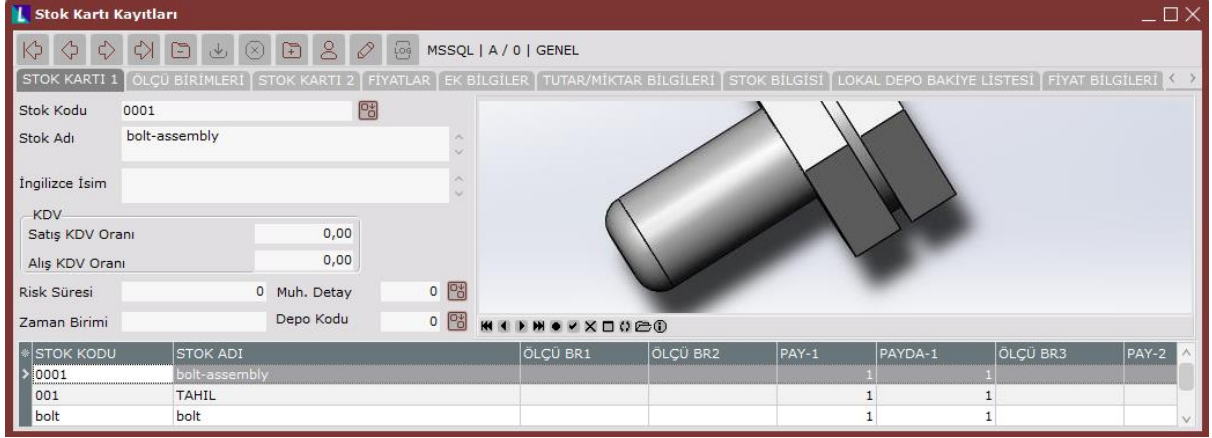 Stok Kartı Kayıtları
LOG MSSQL | A / 0 | GENEL
STOK KARTI 1 ÖLÇÜ BİRİMLERİ STOK KARTI 2 FİYATLAR EK BİLGİLER TUTAR/MİKTAR BİLGİLERİ STOK BİLGİSİ LOKAL DEPO BAKİYE LİSTESİ FİYAT BİLGİLERİ
Stok Kodu 0001
Stok Adı bolt-assembly
İngilizce İsim
KDV
Satış KDV Oranı 0,00
Alış KDV Oranı 0,00
Risk Süresi 0 Muh. Detay 0
Zaman Birimi Depo Kodu 0
STOK KODU STOK ADI ÖLÇÜ BR1 ÖLÇÜ BR2 PAY-1 PAYDA-1 ÖLÇÜ BR3 PAY-2
0001 bolt-assembly 1 1
001 TAHIL 1 1
bolt bolt 1 1